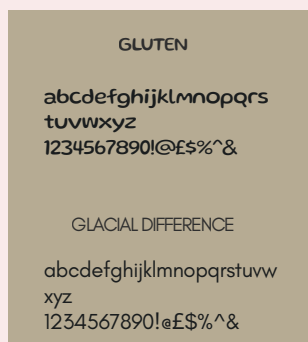 GLUTEN
abcdefghijklmnopqrs
tuvwxyz
1234567890!@£$%^&
GLACIAL DIFFERENCE
abcdefghijklmnopqrstuvw
xyz
1234567890!@£$%^&